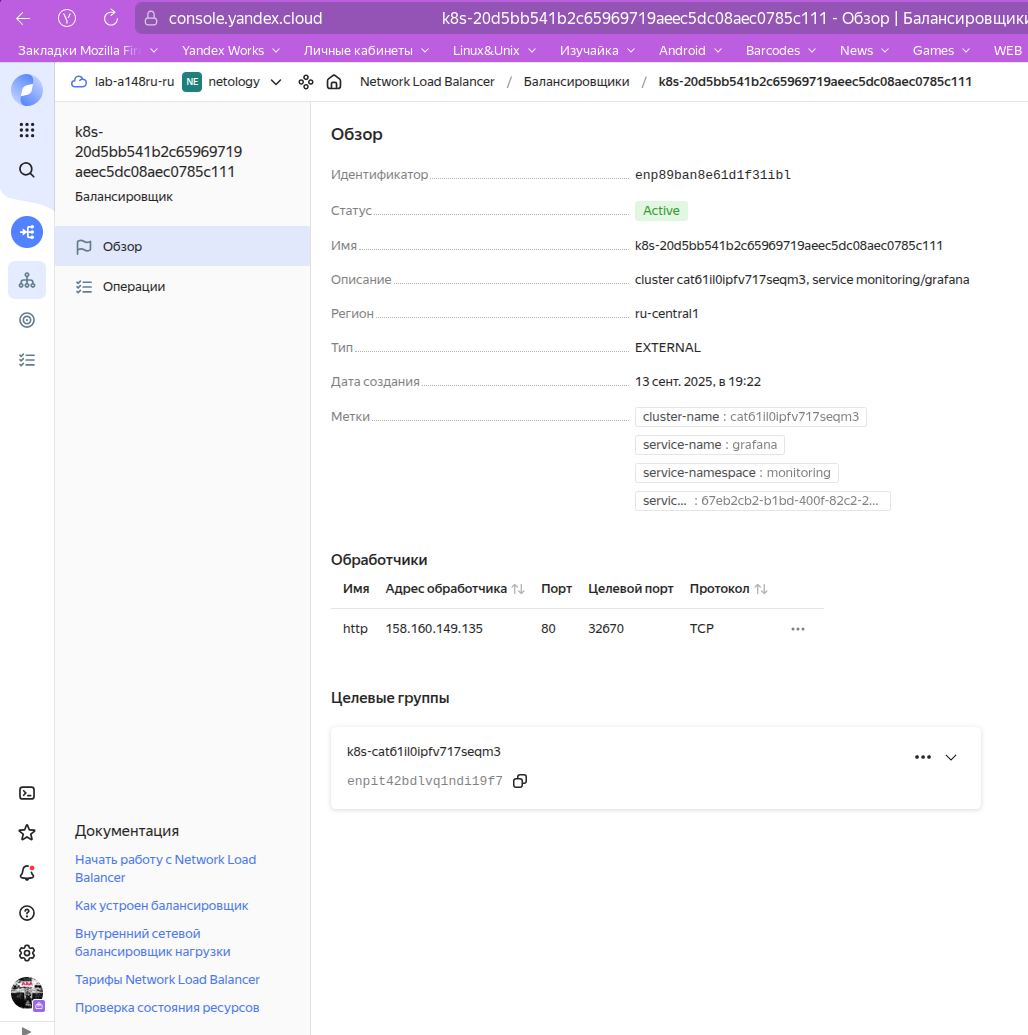 console.yandex.cloud
k8s-20d5bb541b2c65969719aeec5dc08aec0785c111 - Обзор | Балансировщики
Закладки Mozilla Fire
Yandex Works
Личные кабинеты
Linux&Unix
Изучайка
Android
Barcodes
News
Games
WEB
lab-a148ru-ru
NE
netology
Network Load Balancer / Балансировщики / k8s-20d5bb541b2c65969719aeec5dc08aec0785c111
k8s-
20d5bb541b2c65969719
aeec5dc08aec0785c111
Балансировщик
Обзор
Операции
Документация
Начать работу с Network Load
Balancer
Как устроен балансировщик
Внутренний сетевой
балансировщик нагрузки
Тарифы Network Load Balancer
Проверка состояния ресурсов
Обзор
Идентификатор enp89ban8e61d1f31ibl
Статус Active
Имя k8s-20d5bb541b2c65969719aeec5dc08aec0785c111
Описание cluster cat61il0ipfv717seqm3, service monitoring/grafana
Регион ru-central1
Тип EXTERNAL
Дата создания 13 сент. 2025, в 19:22
Метки cluster-name : cat61il0ipfv717seqm3
service-name : grafana
service-namespace : monitoring
servic... : 67eb2cb2-b1bd-400f-82c2-2...
Обработчики
Имя Адрес обработчика Порт Целевой порт Протокол
http 158.160.149.135 80 32670 TCP
Целевые группы
k8s-cat61il0ipfv717seqm3
enpit42bdlvq1ndi19f7